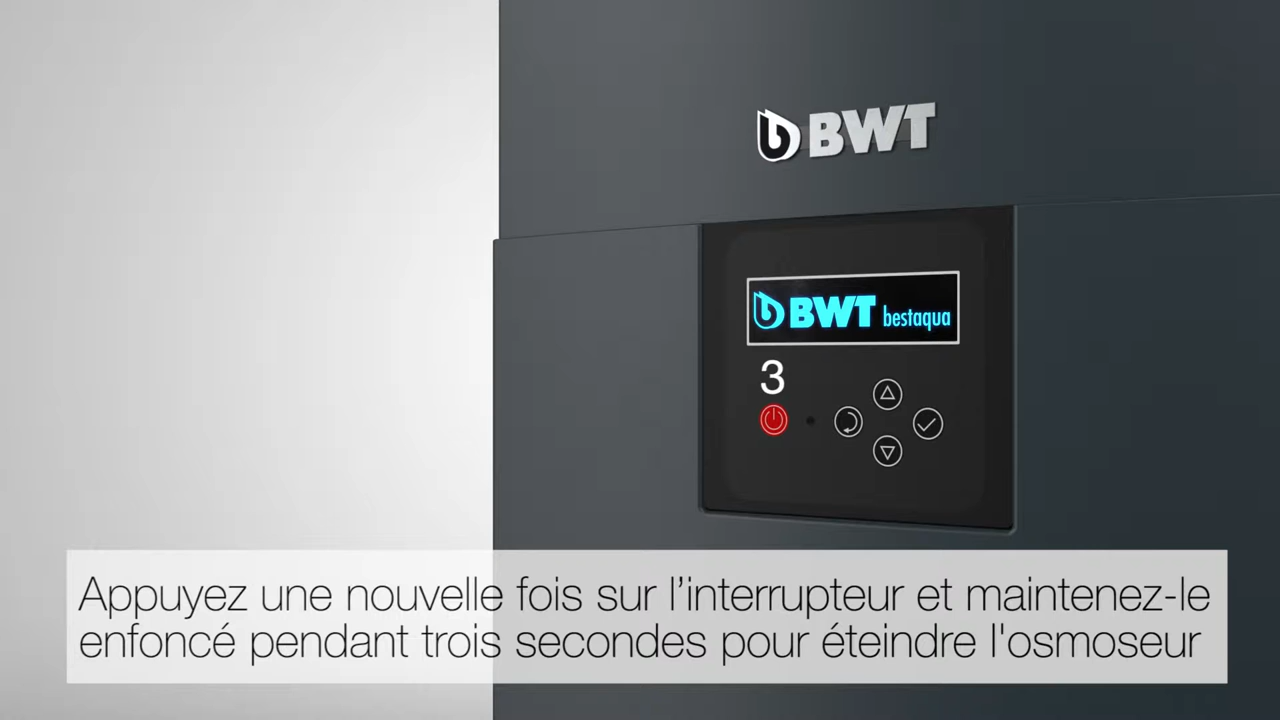 BWT
BWT bestaqua
3
Appuyez une nouvelle fois sur l’interrupteur et maintenez-le
enfoncé pendant trois secondes pour éteindre l'osmoseur